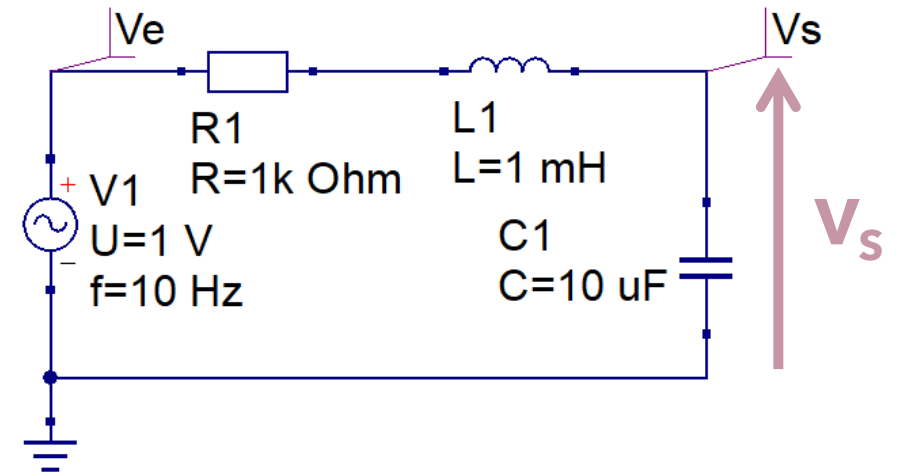 Ve
Vs
R1
R=1k Ohm
L1
L=1 mH
+
V1
U=1 V
f=10 Hz
−
C1
C=10 uF
vs